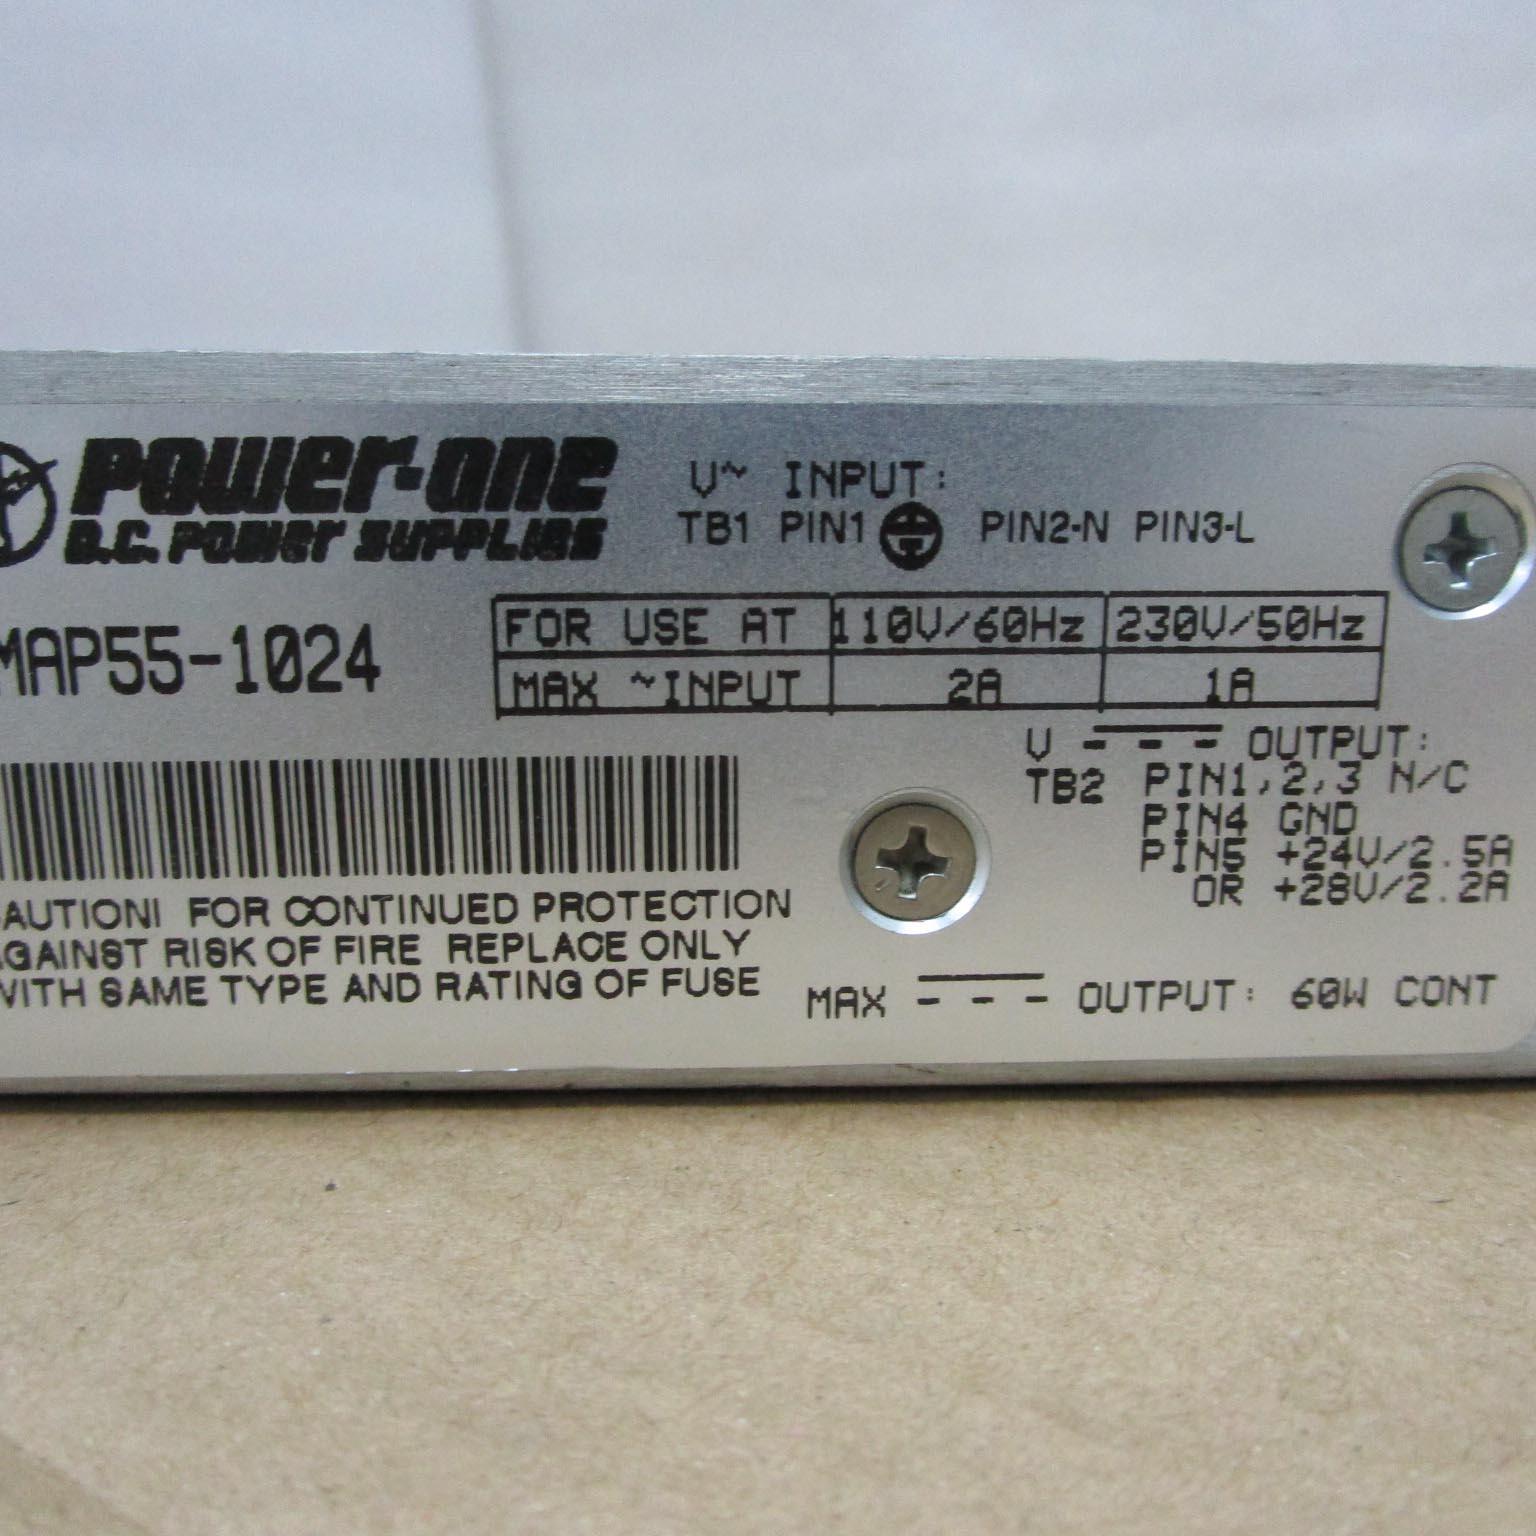 POWER-ONE
D.C. POWER SUPPLIES
MAP55-1024
V~ INPUT:
TB1 PIN1 PIN2-N PIN3-L
FOR USE AT 110V/60Hz 230V/50Hz
MAX ~INPUT 2A 1A
V OUTPUT:
TB2 PIN1,2,3 N/C
PIN4 GND
PIN5 +24V/2.5A
OR +28V/2.2A
AUTION! FOR CONTINUED PROTECTION
GAINST RISK OF FIRE REPLACE ONLY
WITH SAME TYPE AND RATING OF FUSE
MAX OUTPUT: 60W CONT